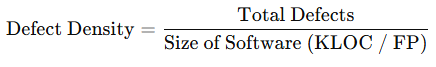 Defect Density = Total Defects / Size of Software (KLOC / FP)